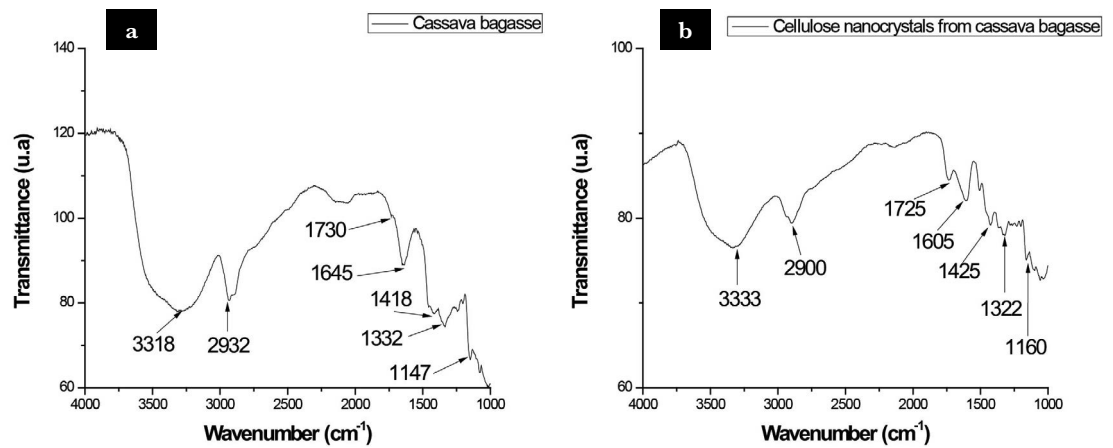 a
Cassava bagasse
140
120
100
80
60
Transmittance (u.a)
1730
1645
1418
1332
1147
3318
2932
4000 3500 3000 2500 2000 1500 1000
Wavenumber (cm⁻¹)
b
Cellulose nanocrystals from cassava bagasse
100
80
60
Transmittance (u.a)
1725
1605
1425
1322
1160
3333
2900
4000 3500 3000 2500 2000 1500 1000
Wavenumber (cm⁻¹)